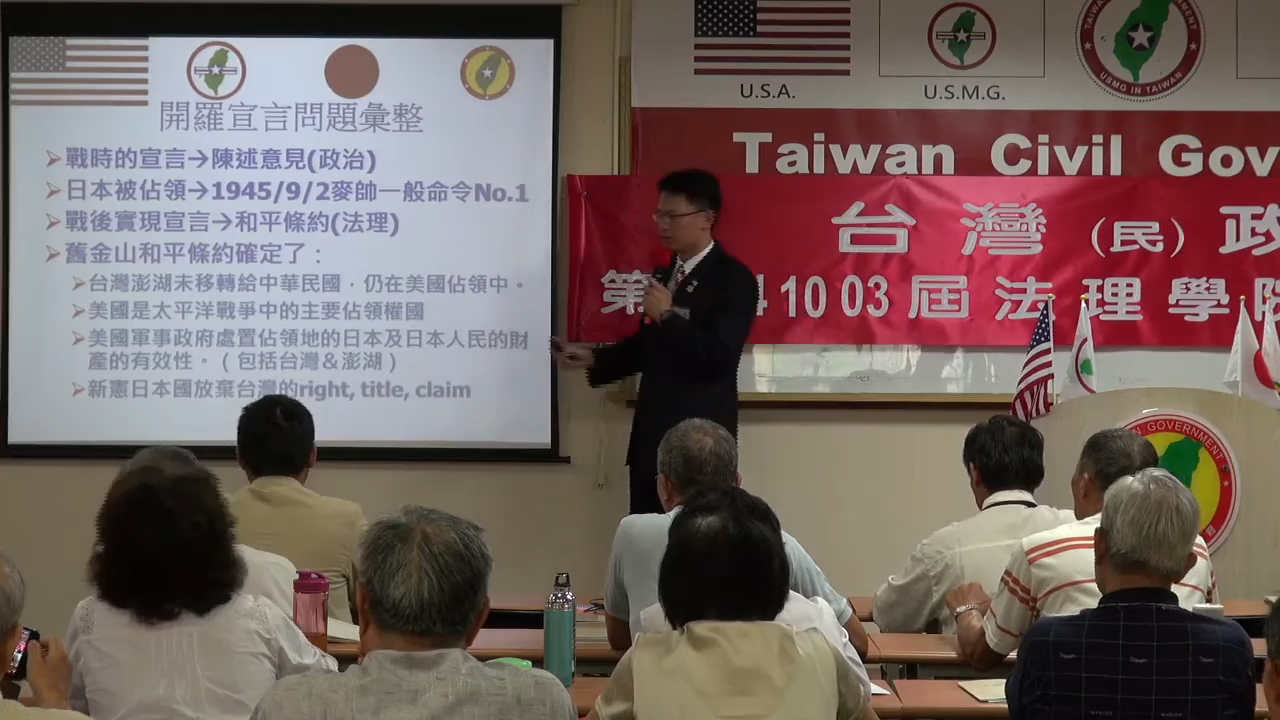 開羅宣言問題彙整
➢戰時的宣言→陳述意見(政治)
➢日本被佔領→1945/9/2麥帥一般命令No.1
➢戰後實現宣言→和平條約(法理)
➢舊金山和平條約確定了：
➢台灣澎湖未移轉給中華民國，仍在美國佔領中。
➢美國是太平洋戰爭中的主要佔領權國
➢美國軍事政府處置佔領地的日本及日本人民的財
產的有效性。（包括台灣＆澎湖）
➢新憲日本國放棄台灣的right, title, claim
U.S.A.
U.S.M.G.
USMG IN TAIWAN
Taiwan Civil Gov
台灣（民）政
第 4 10 03 屆 法 理 學
GOVERNMENT